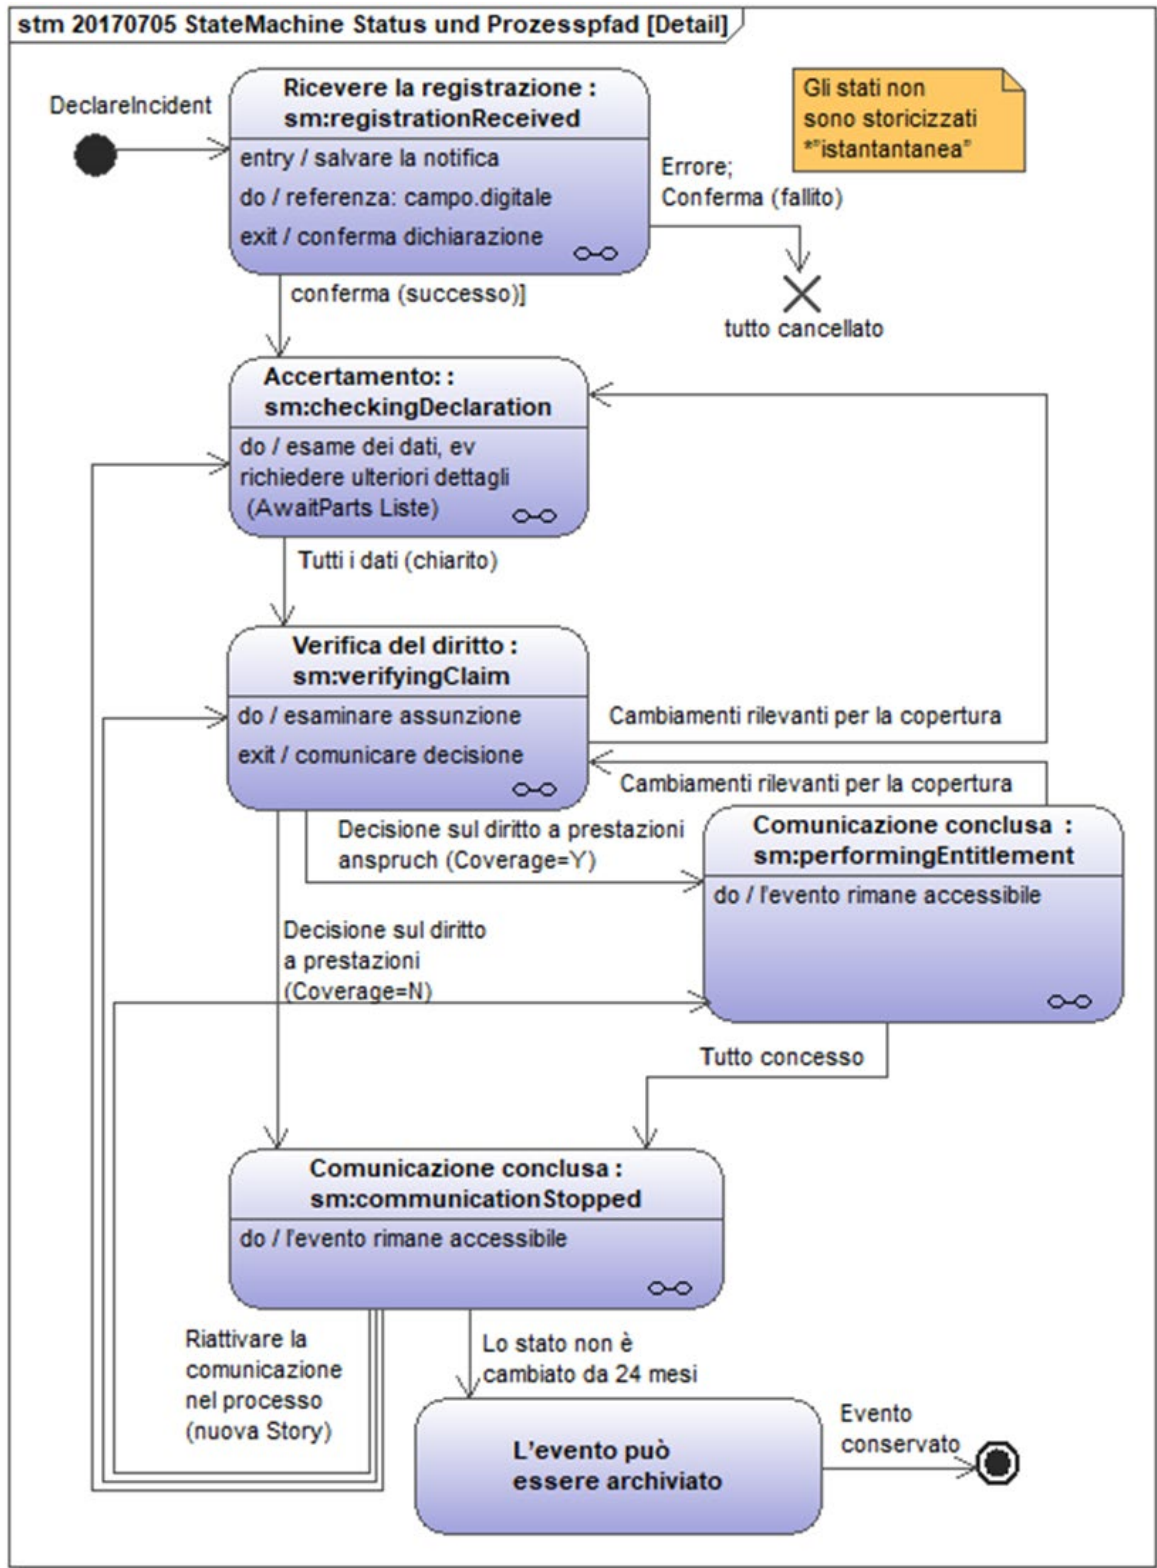 stm 20170705 StateMachine Status und Prozesspfad [Detail]
DeclareIncident
Ricevere la registrazione :
sm:registrationReceived
entry / salvare la notifica
do / referenza: campo.digitale
exit / conferma dichiarazione
Gli stati non
sono storicizzati
*"istantantanea"
Errore;
Conferma (fallito)
tutto cancellato
conferma (successo)]
Accertamento: :
sm:checkingDeclaration
do / esame dei dati, ev
richiedere ulteriori dettagli
(AwaitParts Liste)
Tutti i dati (chiarito)
Verifica del diritto :
sm:verifyingClaim
do / esaminare assunzione
exit / comunicare decisione
Cambiamenti rilevanti per la copertura
Cambiamenti rilevanti per la copertura
Decisione sul diritto a prestazioni
anspruch (Coverage=Y)
Comunicazione conclusa :
sm:performingEntitlement
do / l'evento rimane accessibile
Decisione sul diritto
a prestazioni
(Coverage=N)
Tutto concesso
Comunicazione conclusa :
sm:communicationStopped
do / l'evento rimane accessibile
Riattivare la
comunicazione
nel processo
(nuova Story)
Lo stato non è
cambiato da 24 mesi
L'evento può
essere archiviato
Evento
conservato